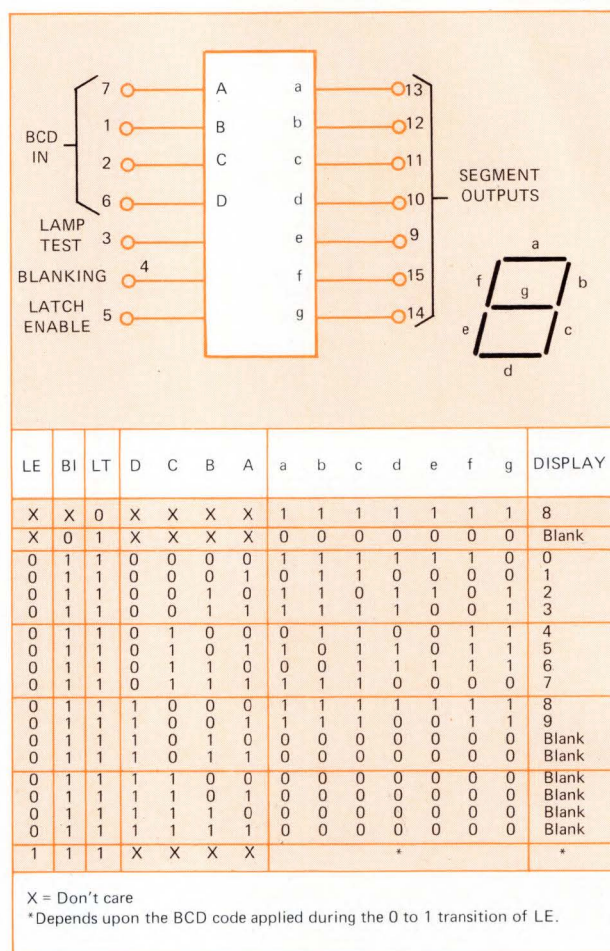 7 A a 13
1 B b 12
BCD IN
2 C c 11
SEGMENT OUTPUTS
6 D d 10
LAMP TEST 3 e 9
BLANKING 4 f 15
LATCH ENABLE 5 g 14
a
f b
g
e c
d
LE BI LT D C B A a b c d e f g DISPLAY
X X 0 X X X X 1 1 1 1 1 1 1 8
X 0 1 X X X X 0 0 0 0 0 0 0 Blank
0 1 1 0 0 0 0 1 1 1 1 1 1 0 0
0 1 1 0 0 0 1 0 1 1 0 0 0 0 1
0 1 1 0 0 1 0 1 1 0 1 1 0 1 2
0 1 1 0 0 1 1 1 1 1 1 0 0 1 3
0 1 1 0 1 0 0 0 1 1 0 0 1 1 4
0 1 1 0 1 0 1 1 0 1 1 0 1 1 5
0 1 1 0 1 1 0 0 0 1 1 1 1 1 6
0 1 1 0 1 1 1 1 1 1 0 0 0 0 7
0 1 1 1 0 0 0 1 1 1 1 1 1 1 8
0 1 1 1 0 0 1 1 1 1 0 0 1 1 9
0 1 1 1 0 1 0 0 0 0 0 0 0 0 Blank
0 1 1 1 0 1 1 0 0 0 0 0 0 0 Blank
0 1 1 1 1 0 0 0 0 0 0 0 0 0 Blank
0 1 1 1 1 0 1 0 0 0 0 0 0 0 Blank
0 1 1 1 1 1 0 0 0 0 0 0 0 0 Blank
0 1 1 1 1 1 1 0 0 0 0 0 0 0 Blank
1 1 1 X X X X * *
X = Don't care
*Depends upon the BCD code applied during the 0 to 1 transition of LE.